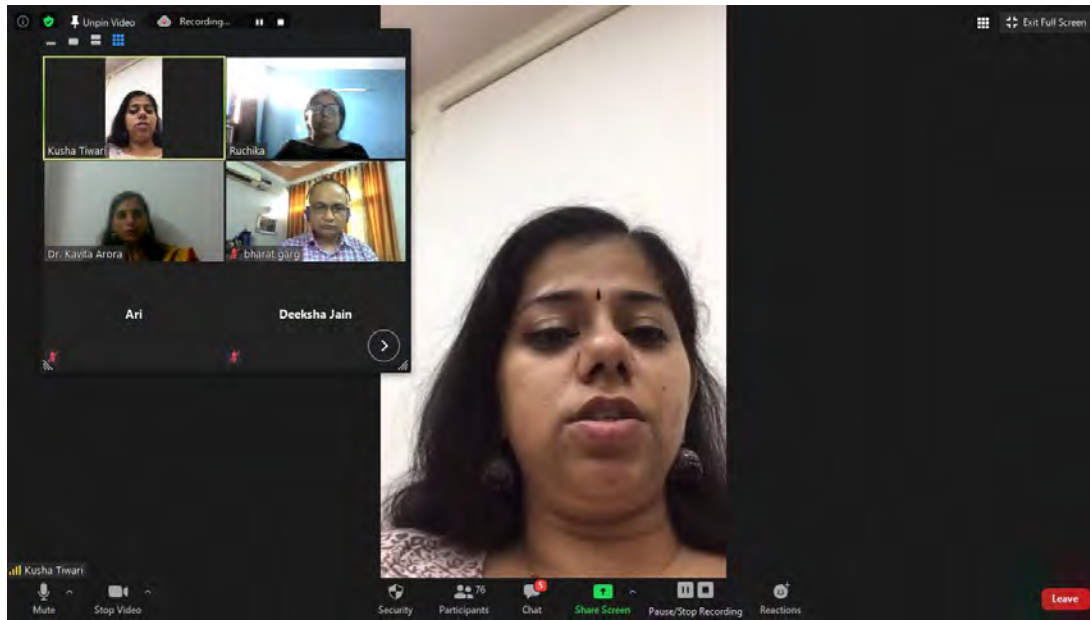 Unpin Video
Recording...
Exit Full Screen
Kusha Tiwari
Ruchika
Dr. Kavita Arora
bharat garg
Ari
Deeksha Jain
Kusha Tiwari
Mute
Stop Video
Security
76
Participants
5
Chat
Share Screen
Pause/Stop Recording
Reactions
Leave